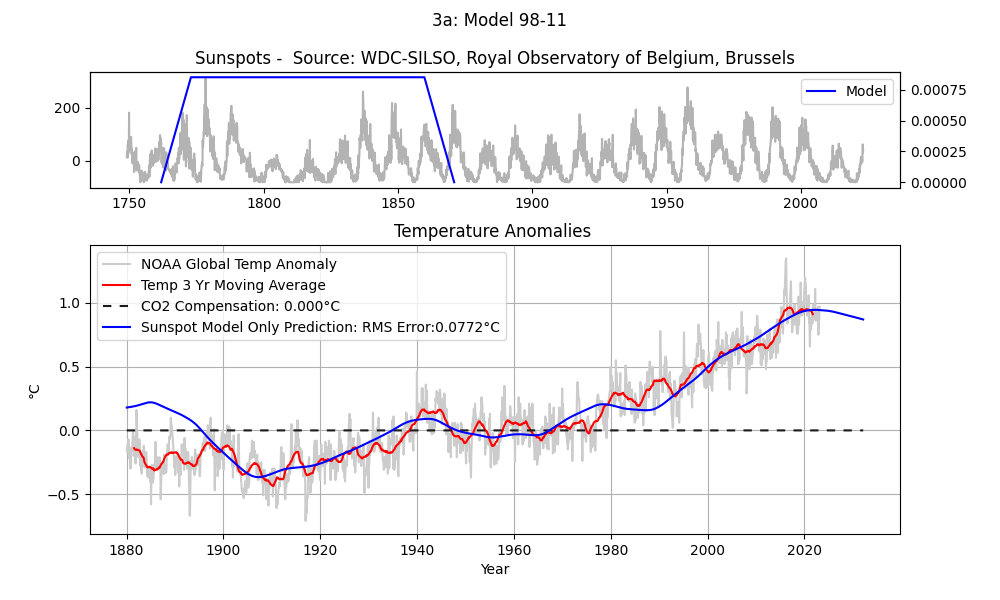 3a: Model 98-11
Sunspots -  Source: WDC-SILSO, Royal Observatory of Belgium, Brussels
Model
200
0
0.00075
0.00050
0.00025
0.00000
1750 1800 1850 1900 1950 2000
Temperature Anomalies
NOAA Global Temp Anomaly
Temp 3 Yr Moving Average
CO2 Compensation: 0.000°C
Sunspot Model Only Prediction: RMS Error:0.0772°C
°C
1.0
0.5
0.0
−0.5
1880 1900 1920 1940 1960 1980 2000 2020
Year